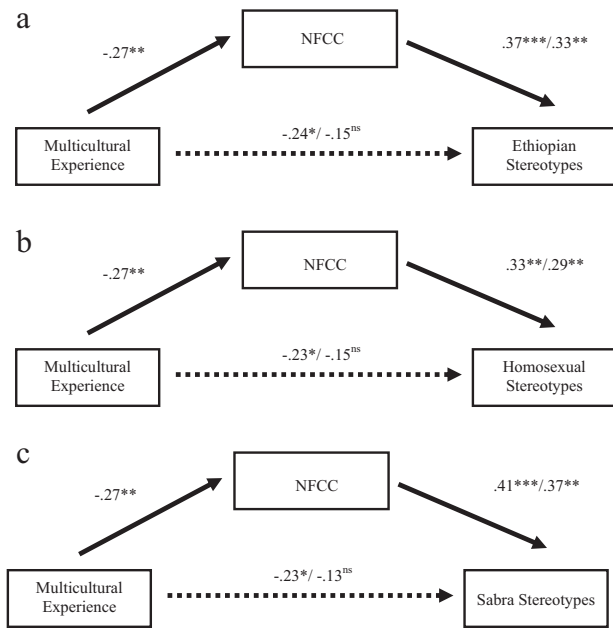 a
NFCC
-.27**
.37***/.33**
Multicultural
Experience
-.24*/ -.15ns
Ethiopian
Stereotypes
b
NFCC
-.27**
.33**/.29**
Multicultural
Experience
-.23*/ -.15ns
Homosexual
Stereotypes
c
NFCC
-.27**
.41***/.37**
Multicultural
Experience
-.23*/ -.13ns
Sabra Stereotypes